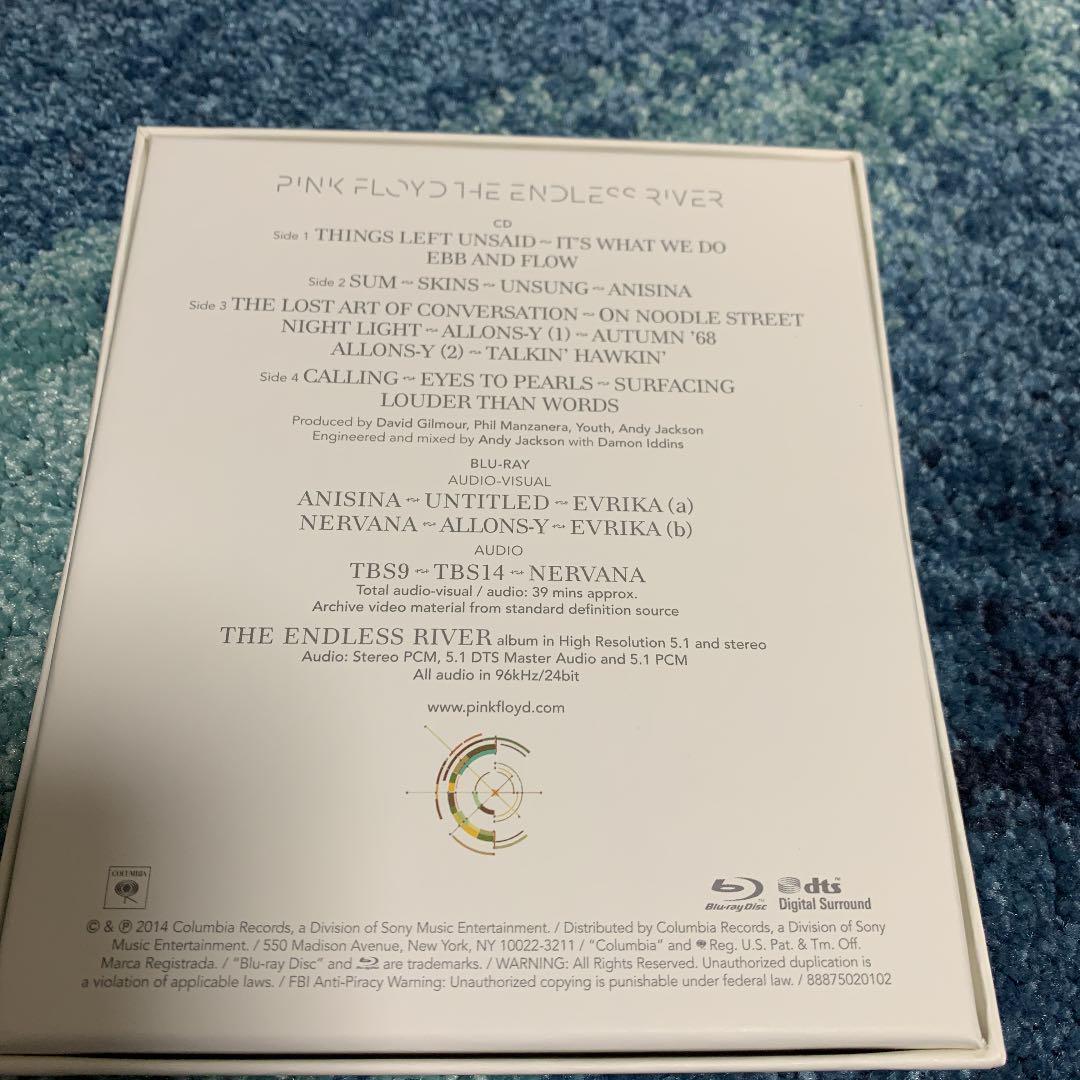 PINK FLOYD THE ENDLESS RIVER
CD
Side 1 THINGS LEFT UNSAID ~ IT'S WHAT WE DO
EBB AND FLOW
Side 2 SUM ~ SKINS ~ UNSUNG ~ ANISINA
Side 3 THE LOST ART OF CONVERSATION ~ ON NOODLE STREET
NIGHT LIGHT ~ ALLONS-Y (1) ~ AUTUMN '68
ALLONS-Y (2) ~ TALKIN' HAWKIN'
Side 4 CALLING ~ EYES TO PEARLS ~ SURFACING
LOUDER THAN WORDS
Produced by David Gilmour, Phil Manzanera, Youth, Andy Jackson
Engineered and mixed by Andy Jackson with Damon Iddins
BLU-RAY
AUDIO-VISUAL
ANISINA ~ UNTITLED ~ EVRIKA (a)
NERVANA ~ ALLONS-Y ~ EVRIKA (b)
AUDIO
TBS9 ~ TBS14 ~ NERVANA
Total audio-visual / audio: 39 mins approx.
Archive video material from standard definition source
THE ENDLESS RIVER album in High Resolution 5.1 and stereo
Audio: Stereo PCM, 5.1 DTS Master Audio and 5.1 PCM
All audio in 96kHz/24bit
www.pinkfloyd.com
COLUMBIA
Blu-ray Disc
dts Digital Surround
© & ℗ 2014 Columbia Records, a Division of Sony Music Entertainment. / Distributed by Columbia Records, a Division of Sony
Music Entertainment. / 550 Madison Avenue, New York, NY 10022-3211 / "Columbia" and Reg. U.S. Pat. & Tm. Off.
Marca Registrada. / "Blu-ray Disc" and are trademarks. / WARNING: All Rights Reserved. Unauthorized duplication is
a violation of applicable laws. / FBI Anti-Piracy Warning: Unauthorized copying is punishable under federal law. / 88875020102